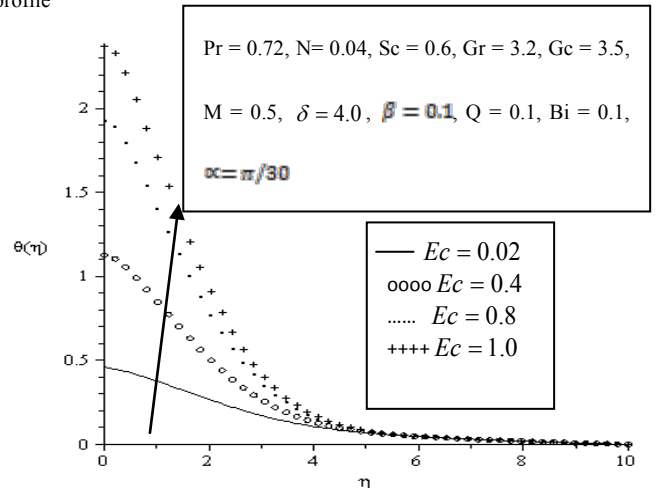 profile
Pr = 0.72, N= 0.04, Sc = 0.6, Gr = 3.2, Gc = 3.5,
M = 0.5, δ = 4.0 , β = 0.1, Q = 0.1, Bi = 0.1,
α=π/30
2
1.5
θ(η)
1
0.5
0
—— Ec = 0.02
oooo Ec = 0.4
...... Ec = 0.8
++++ Ec = 1.0
0 2 4 6 8 10
η